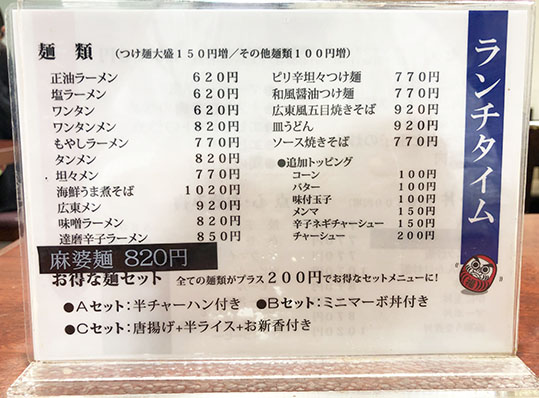 ランチタイム
麺 類 (つけ麺大盛150円増/その他麺類100円増)
正油ラーメン 620円
塩ラーメン 620円
ワンタン 620円
ワンタンメン 820円
もやしラーメン 770円
タンメン 820円
坦々メン 770円
海鮮うま煮そば 1020円
広東メン 920円
味噌ラーメン 820円
達磨辛子ラーメン 850円
麻婆麺 820円
ピリ辛坦々つけ麺 770円
和風醤油つけ麺 770円
広東風五目焼きそば 920円
皿うどん 920円
ソース焼きそば 770円
●追加トッピング
コーン 100円
バター 100円
味付玉子 100円
メンマ 150円
辛子ネギチャーシュー 150円
チャーシュー 200円
お得な麺セット 全ての麺類がプラス200円でお得なセットメニューに!
●Aセット:半チャーハン付き ●Bセット:ミニマーボ丼付き
●Cセット:唐揚げ+半ライス+お新香付き